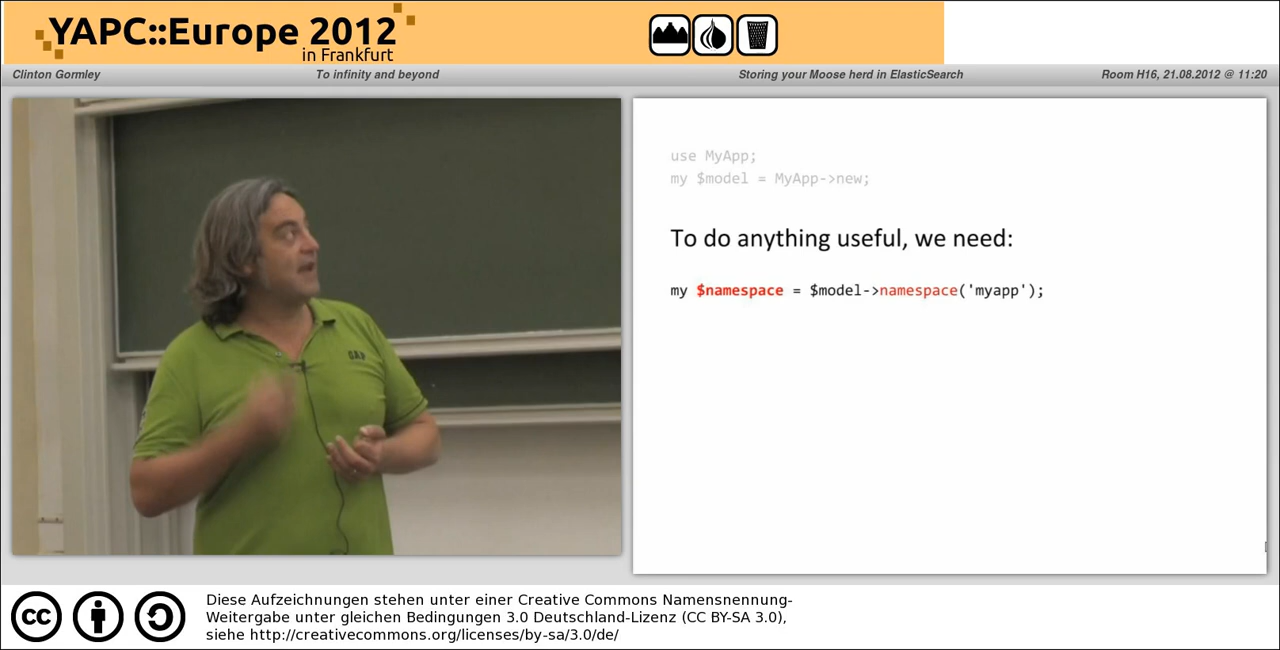 YAPC::Europe 2012
in Frankfurt
Clinton Gormley To infinity and beyond Storing your Moose herd in ElasticSearch Room H16, 21.08.2012 @ 11:20
use MyApp;
my $model = MyApp->new;
To do anything useful, we need:
my $namespace = $model->namespace('myapp');
GAP
cc
Diese Aufzeichnungen stehen unter einer Creative Commons Namensnennung-
Weitergabe unter gleichen Bedingungen 3.0 Deutschland-Lizenz (CC BY-SA 3.0),
siehe http://creativecommons.org/licenses/by-sa/3.0/de/